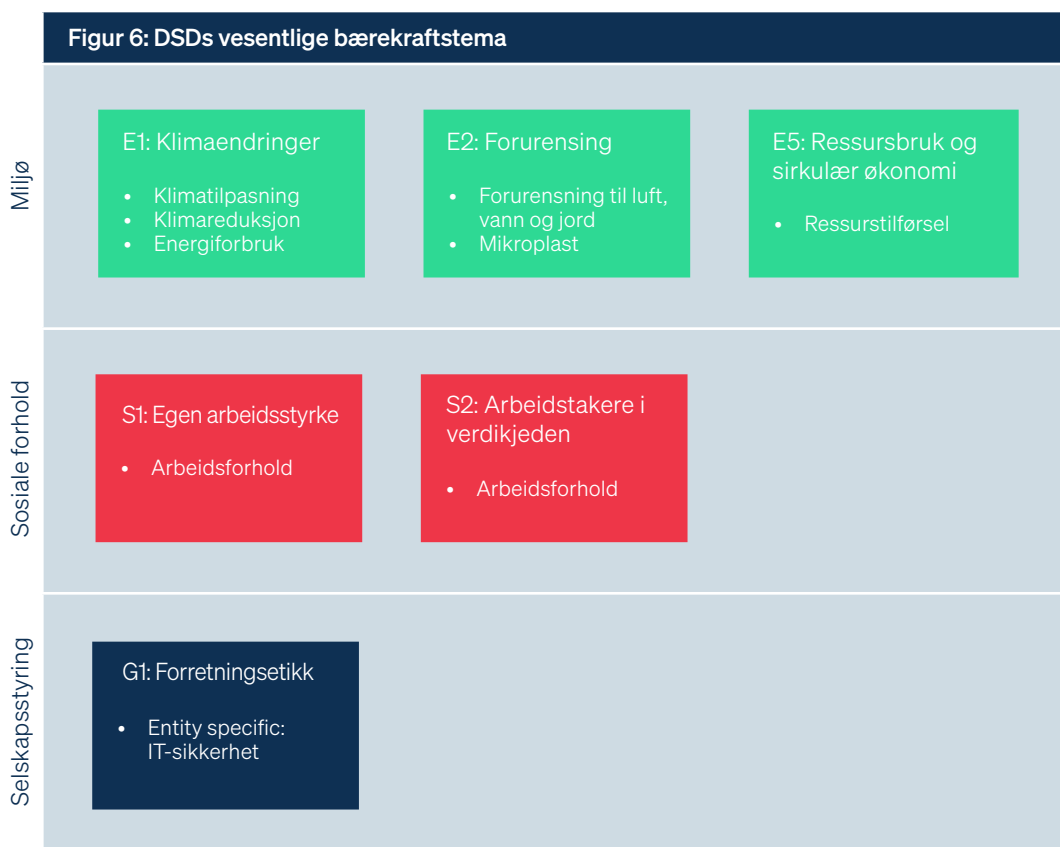 Figur 6: DSDs vesentlige bærekraftstema
Miljø
E1: Klimaendringer
• Klimatilpasning
• Klimareduksjon
• Energiforbruk
E2: Forurensing
• Forurensning til luft,
vann og jord
• Mikroplast
E5: Ressursbruk og
sirkulær økonomi
• Ressurstilførsel
Sosiale forhold
S1: Egen arbeidsstyrke
• Arbeidsforhold
S2: Arbeidstakere i
verdikjeden
• Arbeidsforhold
Selskapsstyring
G1: Forretningsetikk
• Entity specific:
IT-sikkerhet